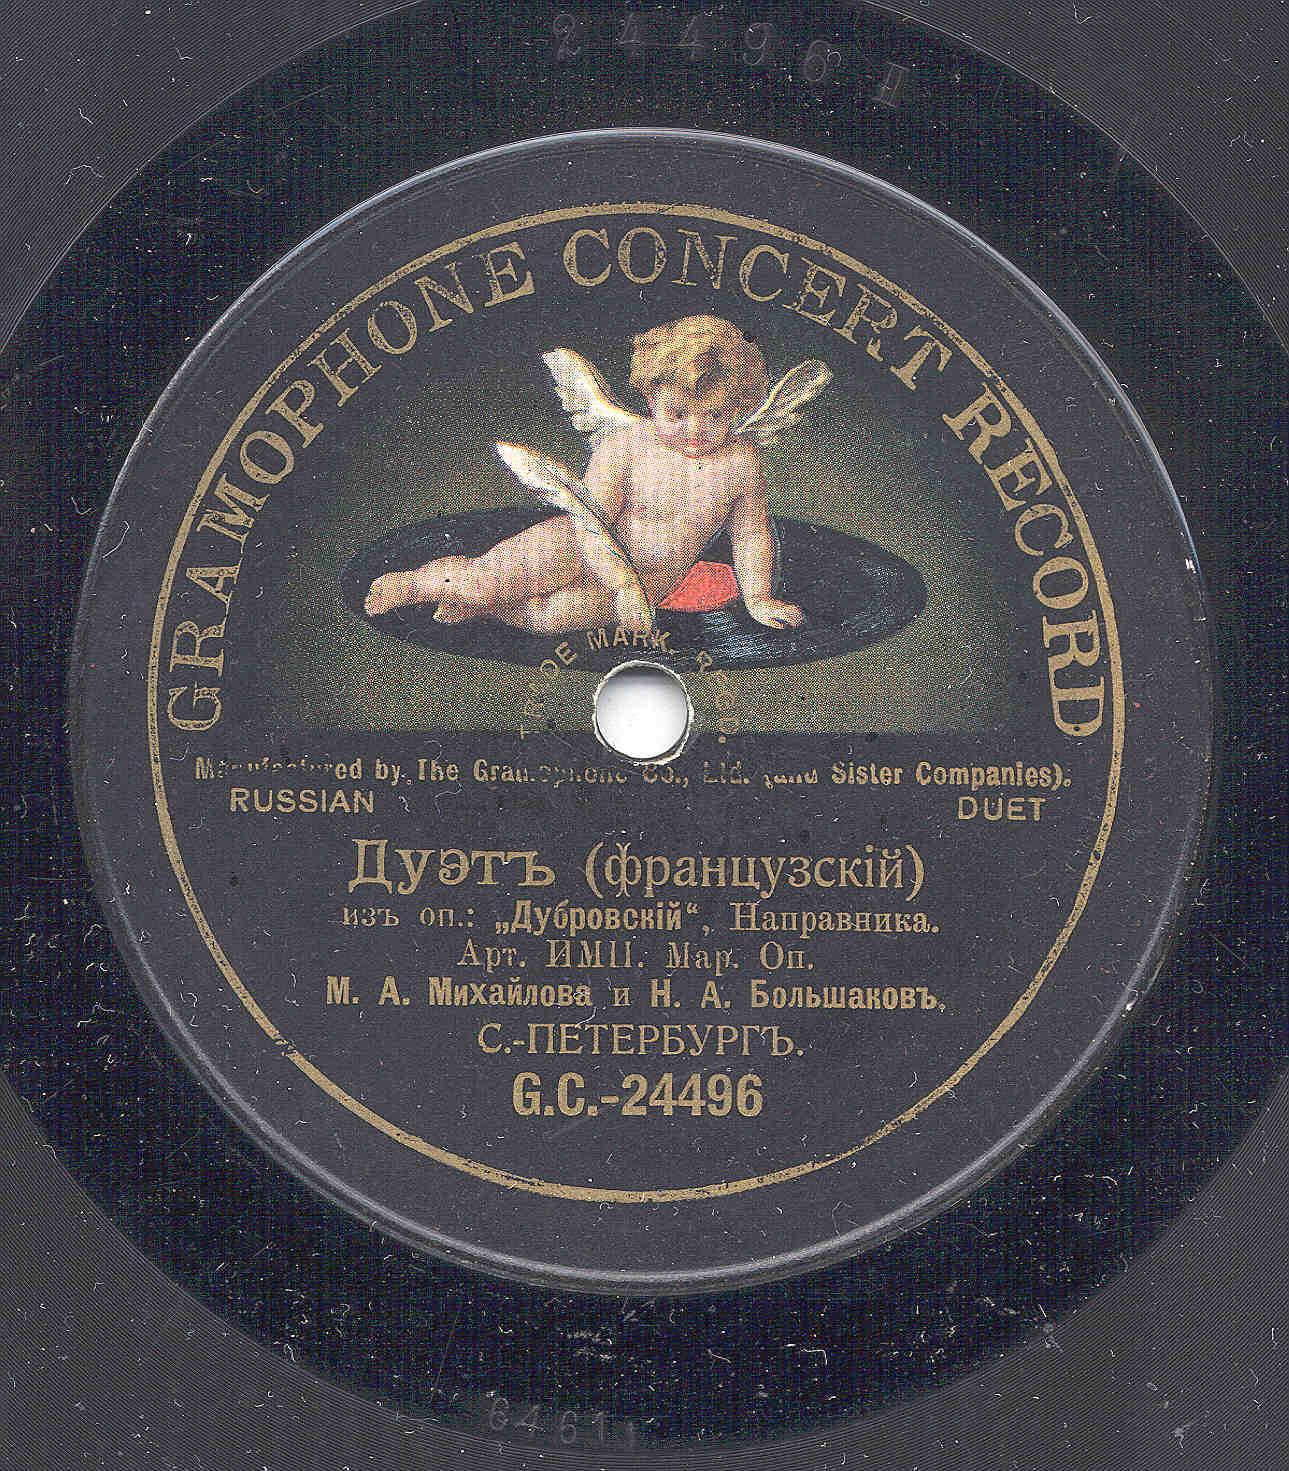 24496
GRAMOPHONE CONCERT RECORD
TRADE MARK. REGD.
Manufactured by The Gramophone Co., Ltd. (and Sister Companies).
RUSSIAN DUET
Дуэтъ (французскій)
изъ оп.: „Дубровскій“, Направника.
Арт. ИМП. Мар. Оп.
М. А. Михайлова и Н. А. Большаковъ.
С.-ПЕТЕРБУРГЪ.
G.C.-24496
6461